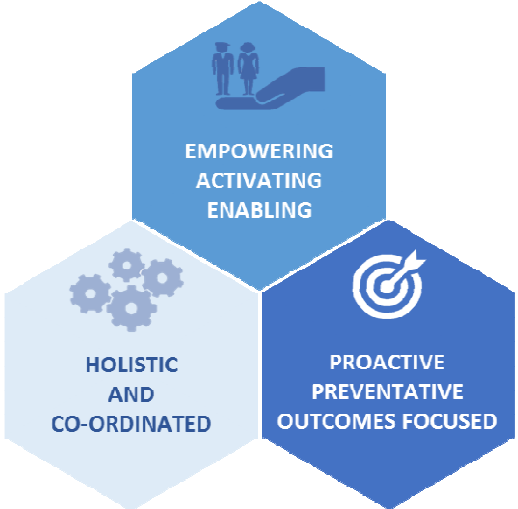 EMPOWERING
ACTIVATING
ENABLING
HOLISTIC
AND
CO-ORDINATED
PROACTIVE
PREVENTATIVE
OUTCOMES FOCUSED